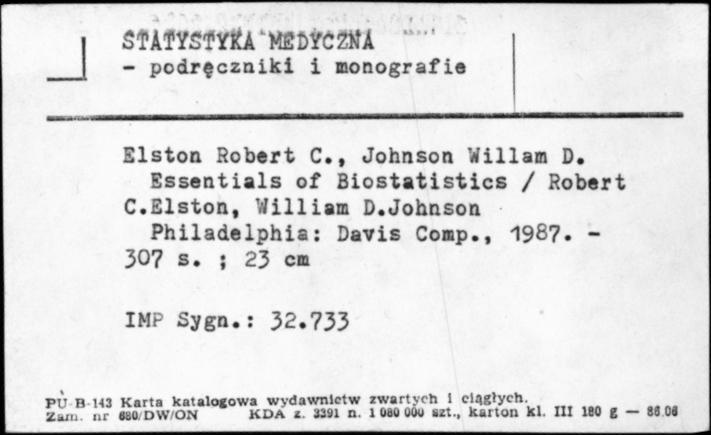 STATYSTYKA MEDYCZNA
- podręczniki i monografie
Elston Robert C., Johnson Willam D.
Essentials of Biostatistics / Robert
C.Elston, William D.Johnson
Philadelphia: Davis Comp., 1987. -
307 s. ; 23 cm
IMP Sygn.: 32.733
PU-B-143 Karta katalogowa wydawnictw zwartych i ciągłych.
Zam. nr 680/DW/ON KDA z. 3391 n. 1 080 000 szt., karton kl. III 180 g — 86.06